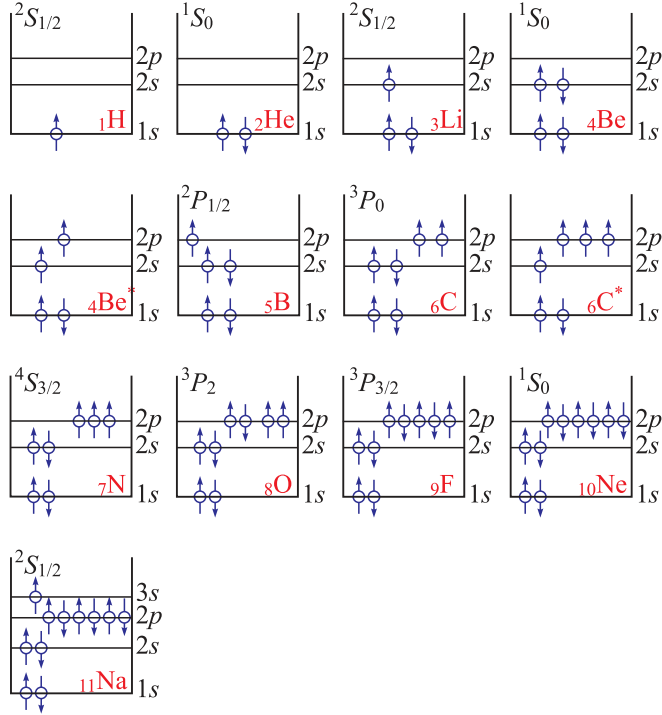 ²S₁/₂ ¹S₀ ²S₁/₂ ¹S₀
2p 2p 2p 2p
2s 2s 2s 2s
₁H 1s ₂He 1s ₃Li 1s ₄Be 1s
²P₁/₂ ³P₀
2p 2p 2p 2p
2s 2s 2s 2s
₄Be* 1s ₅B 1s ₆C 1s ₆C* 1s
⁴S₃/₂ ³P₂ ³P₃/₂ ¹S₀
2p 2p 2p 2p
2s 2s 2s 2s
₇N 1s ₈O 1s ₉F 1s ₁₀Ne 1s
²S₁/₂
3s
2p
2s
₁₁Na 1s